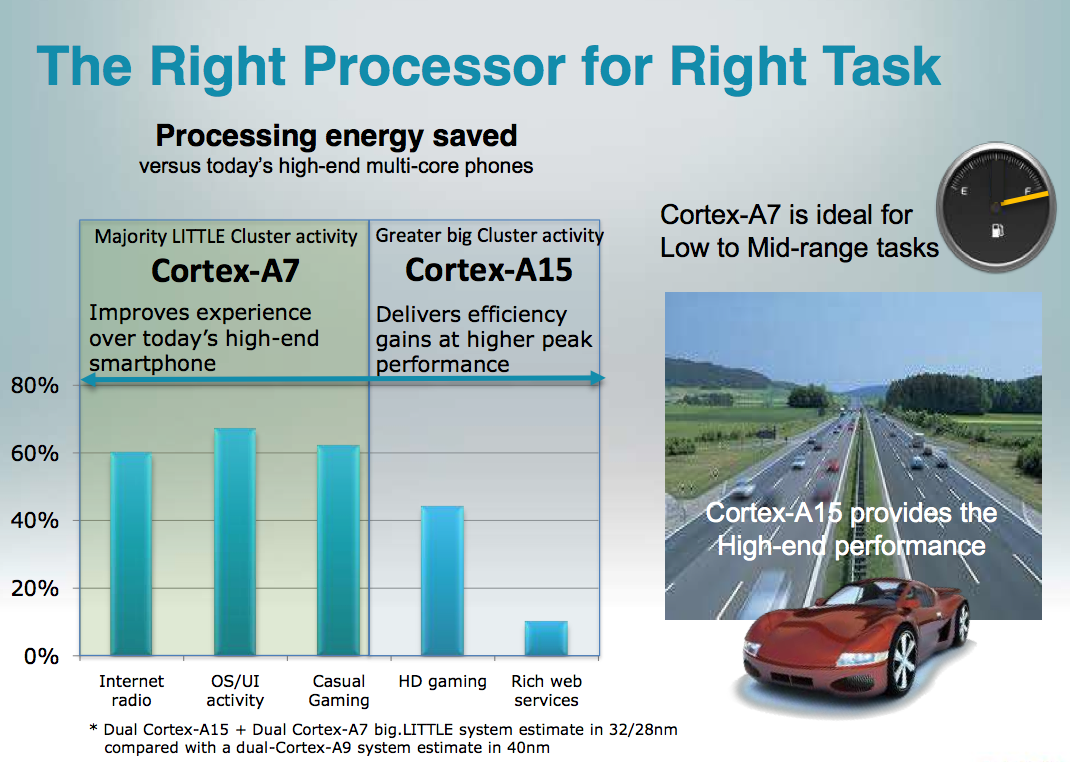 The Right Processor for Right Task
Processing energy saved
versus today's high-end multi-core phones
Majority LITTLE Cluster activity
Cortex-A7
Improves experience
over today's high-end
smartphone
Greater big Cluster activity
Cortex-A15
Delivers efficiency
gains at higher peak
performance
80%
60%
40%
20%
0%
Internet
radio
OS/UI
activity
Casual
Gaming
HD gaming
Rich web
services
* Dual Cortex-A15 + Dual Cortex-A7 big.LITTLE system estimate in 32/28nm
compared with a dual-Cortex-A9 system estimate in 40nm
Cortex-A7 is ideal for
Low to Mid-range tasks
E
F
Cortex-A15 provides the
High-end performance